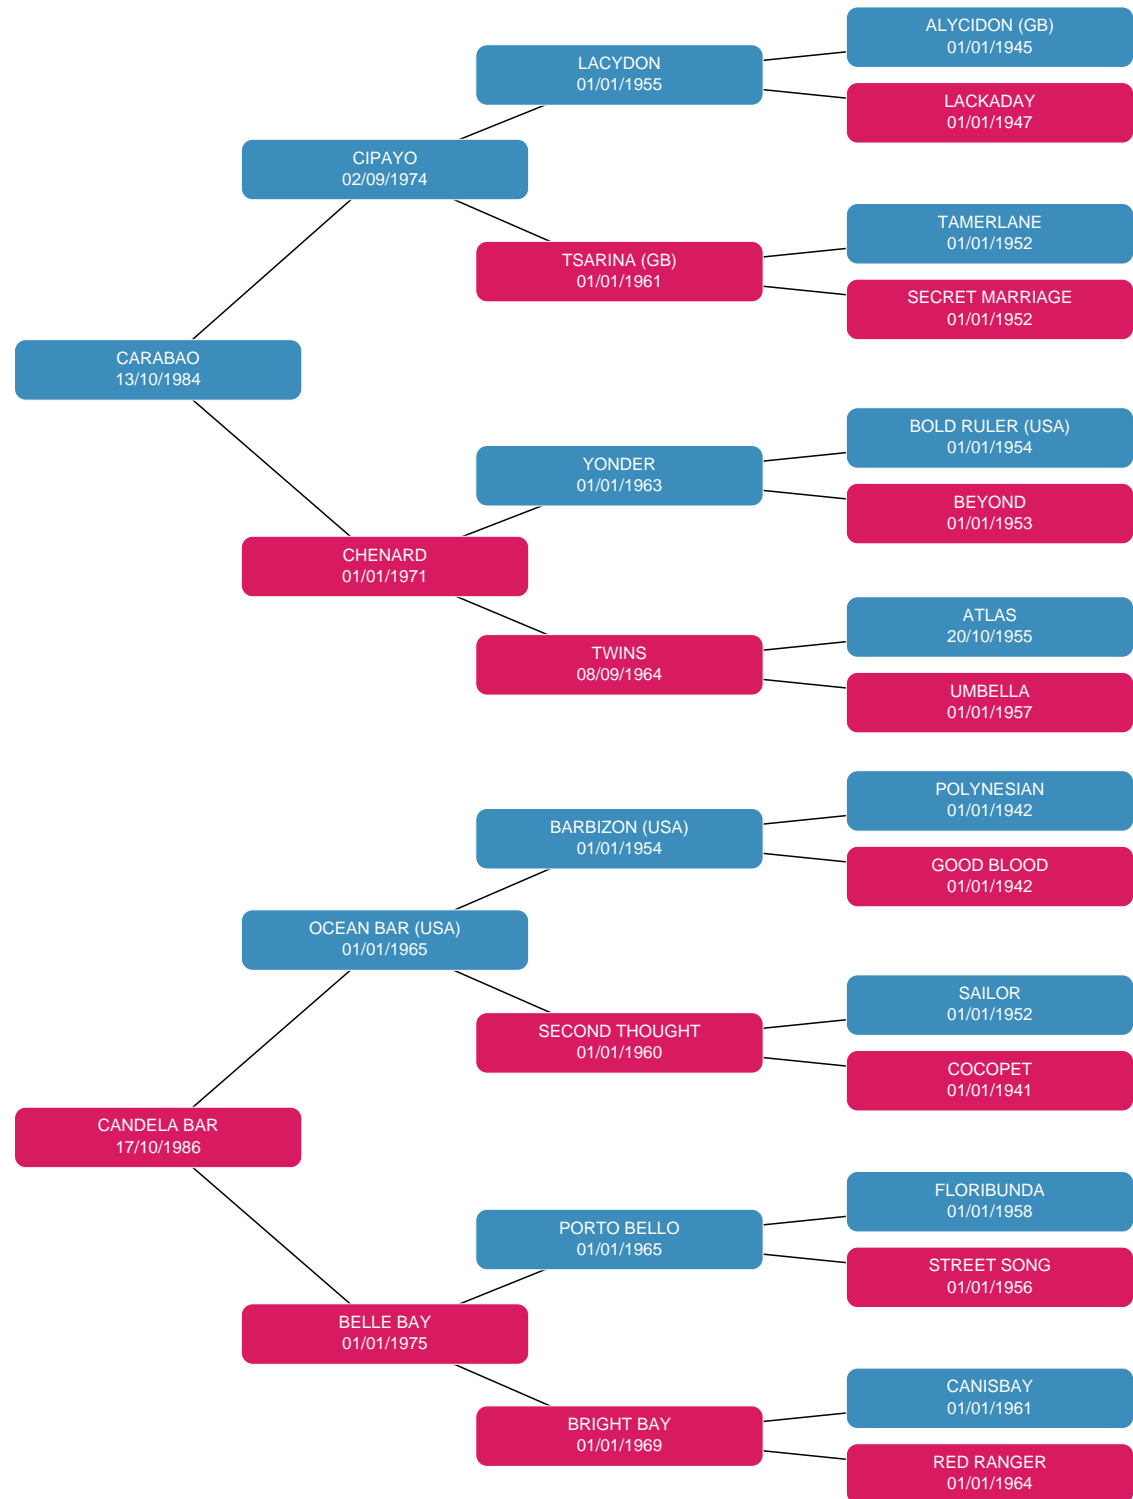 ALYCIDON (GB)
01/01/1945
LACYDON
01/01/1955
LACKADAY
01/01/1947
CIPAYO
02/09/1974
TAMERLANE
01/01/1952
TSARINA (GB)
01/01/1961
SECRET MARRIAGE
01/01/1952
CARABAO
13/10/1984
BOLD RULER (USA)
01/01/1954
YONDER
01/01/1963
BEYOND
01/01/1953
CHENARD
01/01/1971
ATLAS
20/10/1955
TWINS
08/09/1964
UMBELLA
01/01/1957
POLYNESIAN
01/01/1942
BARBIZON (USA)
01/01/1954
GOOD BLOOD
01/01/1942
OCEAN BAR (USA)
01/01/1965
SAILOR
01/01/1952
SECOND THOUGHT
01/01/1960
COCOPET
01/01/1941
CANDELA BAR
17/10/1986
FLORIBUNDA
01/01/1958
PORTO BELLO
01/01/1965
STREET SONG
01/01/1956
BELLE BAY
01/01/1975
CANISBAY
01/01/1961
BRIGHT BAY
01/01/1969
RED RANGER
01/01/1964